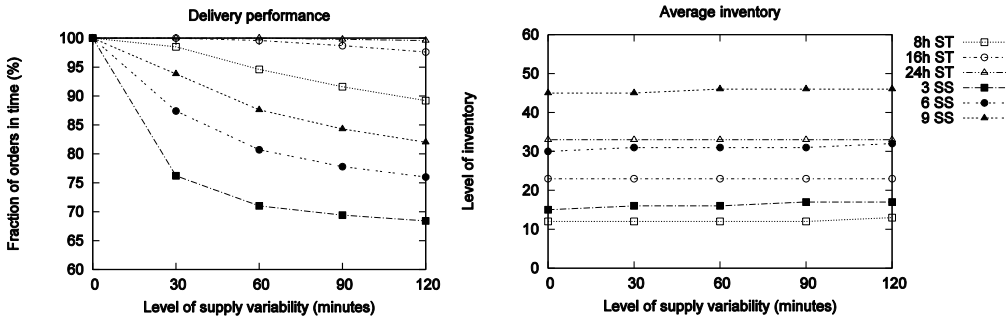 Delivery performance
Fraction of orders in time (%)
100
95
90
85
80
75
70
65
60
0 30 60 90 120
Level of supply variability (minutes)
Average inventory
Level of inventory
60
50
40
30
20
10
0
0 30 60 90 120
Level of supply variability (minutes)
8h ST
16h ST
24h ST
3 SS
6 SS
9 SS